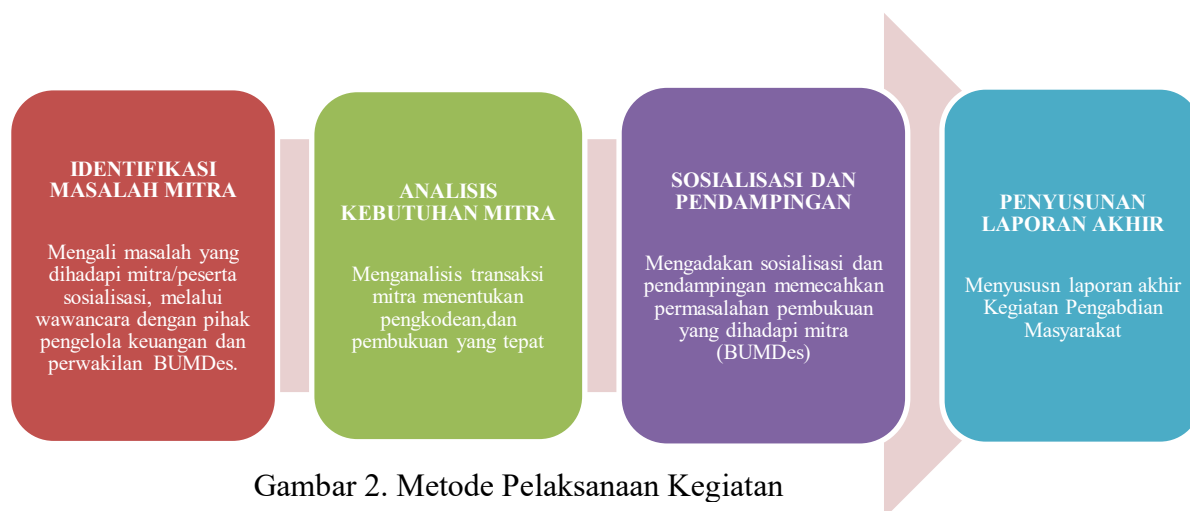 IDENTIFIKASI
MASALAH MITRA
Mengali masalah yang
dihadapi mitra/peserta
sosialisasi, melalui
wawancara dengan pihak
pengelola keuangan dan
perwakilan BUMDes.
ANALISIS
KEBUTUHAN MITRA
Menganalisis transaksi
mitra menentukan
pengkodean,dan
pembukuan yang tepat
SOSIALISASI DAN
PENDAMPINGAN
Mengadakan sosialisasi dan
pendampingan memecahkan
permasalahan pembukuan
yang dihadapi mitra
(BUMDes)
PENYUSUNAN
LAPORAN AKHIR
Menyususn laporan akhir
Kegiatan Pengabdian
Masyarakat
Gambar 2. Metode Pelaksanaan Kegiatan